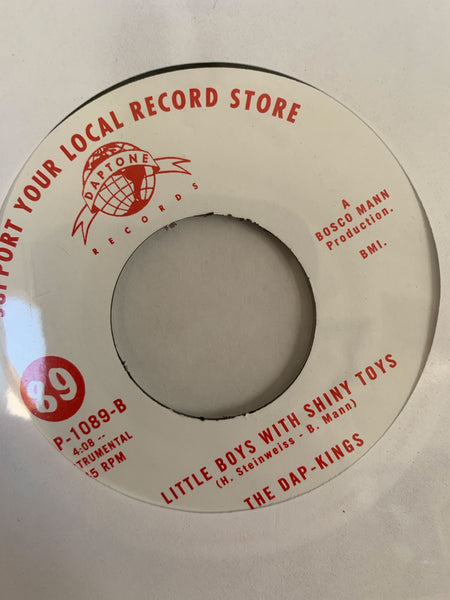 SUPPORT YOUR LOCAL RECORD STORE
DAPTONE
RECORDS
A
BOSCO MANN
Production.
BMI.
89
P-1089-B
4:08 --
TRUMENTAL
45 RPM
LITTLE BOYS WITH SHINY TOYS
(H. Steinweiss - B. Mann)
THE DAP-KINGS